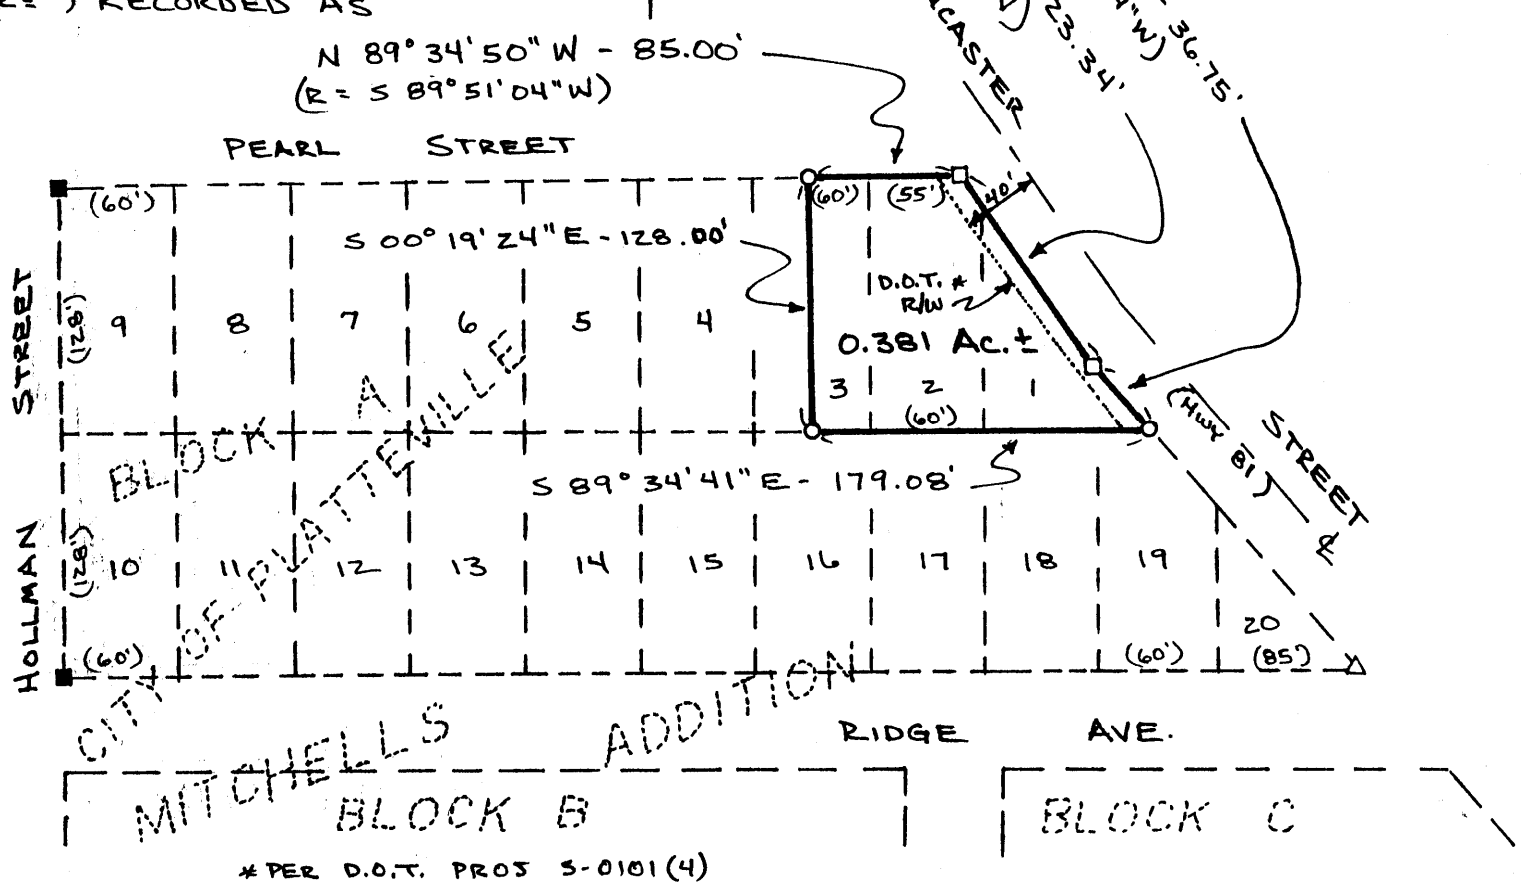 ) RECORDED AS
N 89°34'50" W - 85.00'
(R = S 89°51'04"W)
23.34'
4"W)
36.75'
PEARL STREET
LANCASTER
STREET
(HWY 81)
℄
(60')
(60')
(55')
40'
S 00°19'24" E - 128.00'
D.O.T. *
R/W
0.381 Ac.±
HOLLMAN STREET
(128')
9
8
7
6
5
4
3
2
1
(60')
BLOCK A
CITY OF PLATTEVILLE
S 89°34'41" E - 179.08'
(128')
10
11
12
13
14
15
16
17
18
19
20
(60')
(60')
(85')
MITCHELLS ADDITION
RIDGE AVE.
BLOCK B
BLOCK C
* PER D.O.T. PROJ S-0101(4)